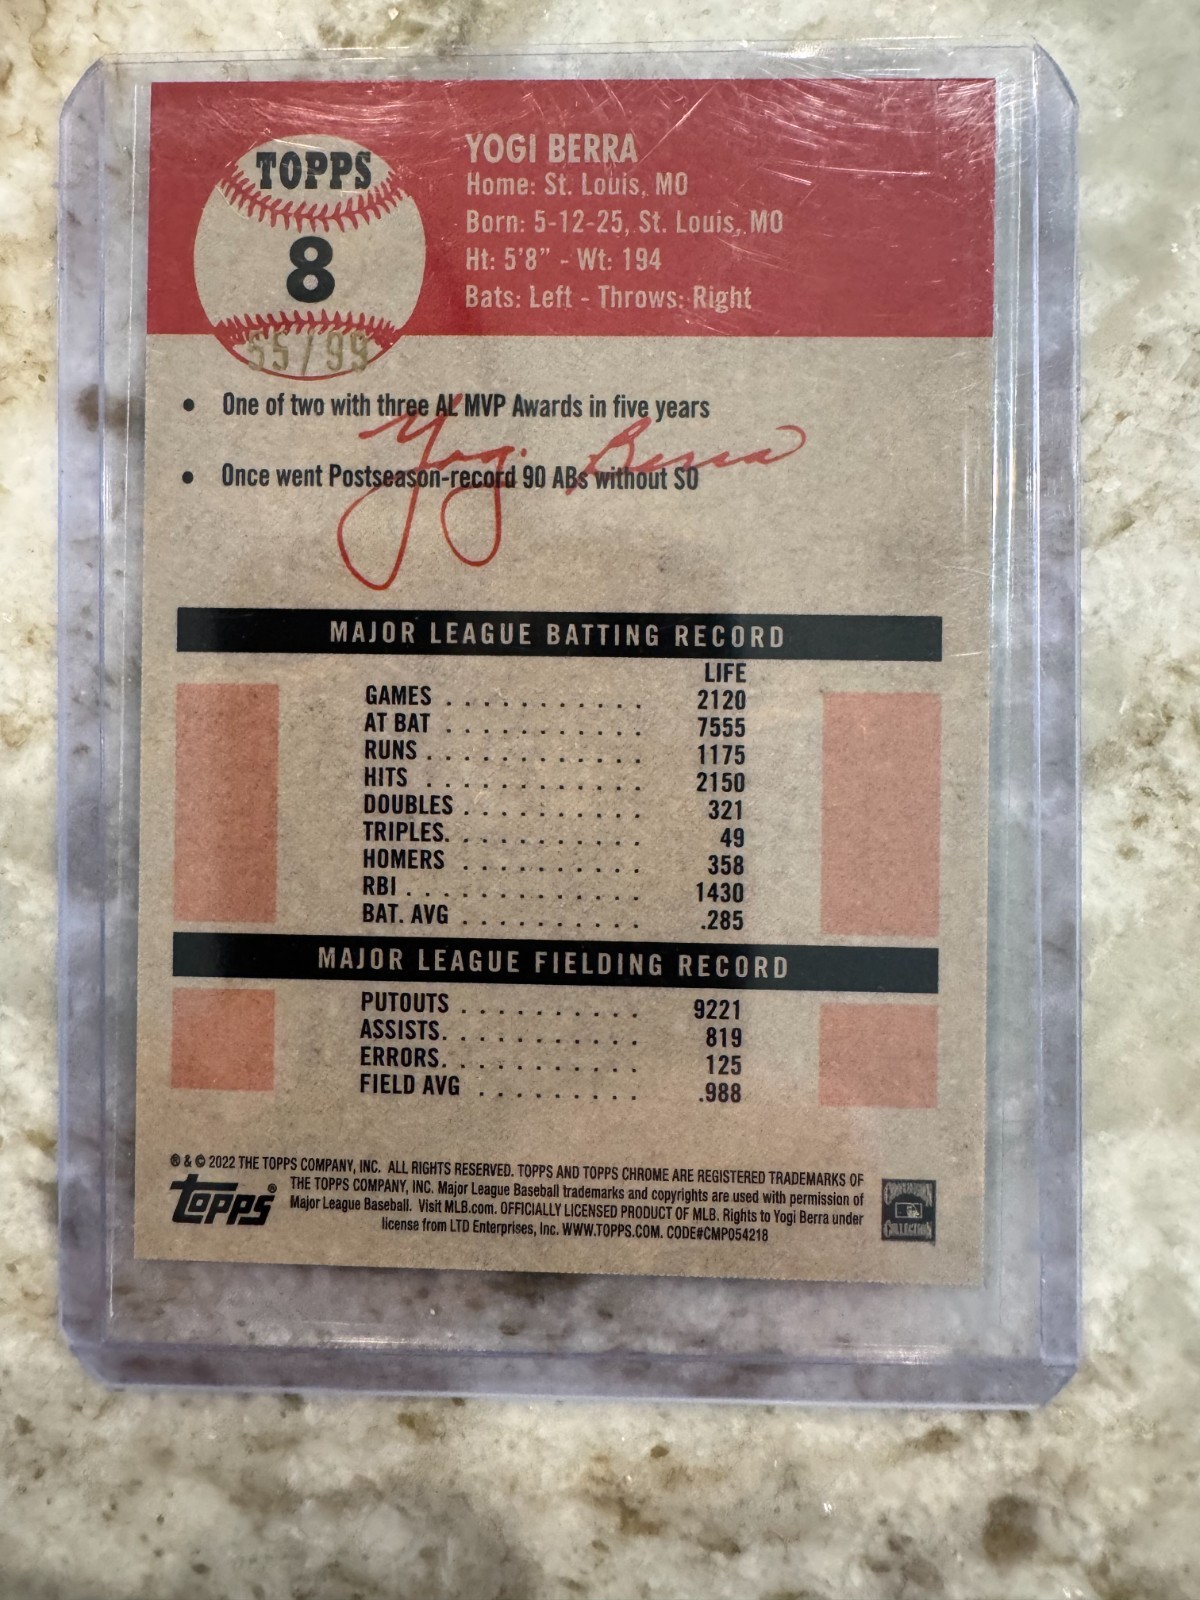 TOPPS
8
55/99
YOGI BERRA
Home: St. Louis, MO
Born: 5-12-25, St. Louis, MO
Ht: 5'8" - Wt: 194
Bats: Left - Throws: Right
• One of two with three AL MVP Awards in five years
Yogi Berra
• Once went Postseason-record 90 ABs without SO
MAJOR LEAGUE BATTING RECORD
LIFE
GAMES . . . . . . . . . . . 2120
AT BAT . . . . . . . . . . . 7555
RUNS . . . . . . . . . . . . 1175
HITS . . . . . . . . . . . . 2150
DOUBLES . . . . . . . . . . 321
TRIPLES. . . . . . . . . . . 49
HOMERS . . . . . . . . . . 358
RBI . . . . . . . . . . . . . 1430
BAT. AVG . . . . . . . . . . .285
MAJOR LEAGUE FIELDING RECORD
PUTOUTS . . . . . . . . . . 9221
ASSISTS. . . . . . . . . . . 819
ERRORS. . . . . . . . . . . 125
FIELD AVG . . . . . . . . . .988
® & © 2022 THE TOPPS COMPANY, INC. ALL RIGHTS RESERVED. TOPPS AND TOPPS CHROME ARE REGISTERED TRADEMARKS OF
THE TOPPS COMPANY, INC. Major League Baseball trademarks and copyrights are used with permission of
Major League Baseball. Visit MLB.com. OFFICIALLY LICENSED PRODUCT OF MLB. Rights to Yogi Berra under
license from LTD Enterprises, Inc. WWW.TOPPS.COM. CODE#CMP054218
topps®
COOPERSTOWN
COLLECTION